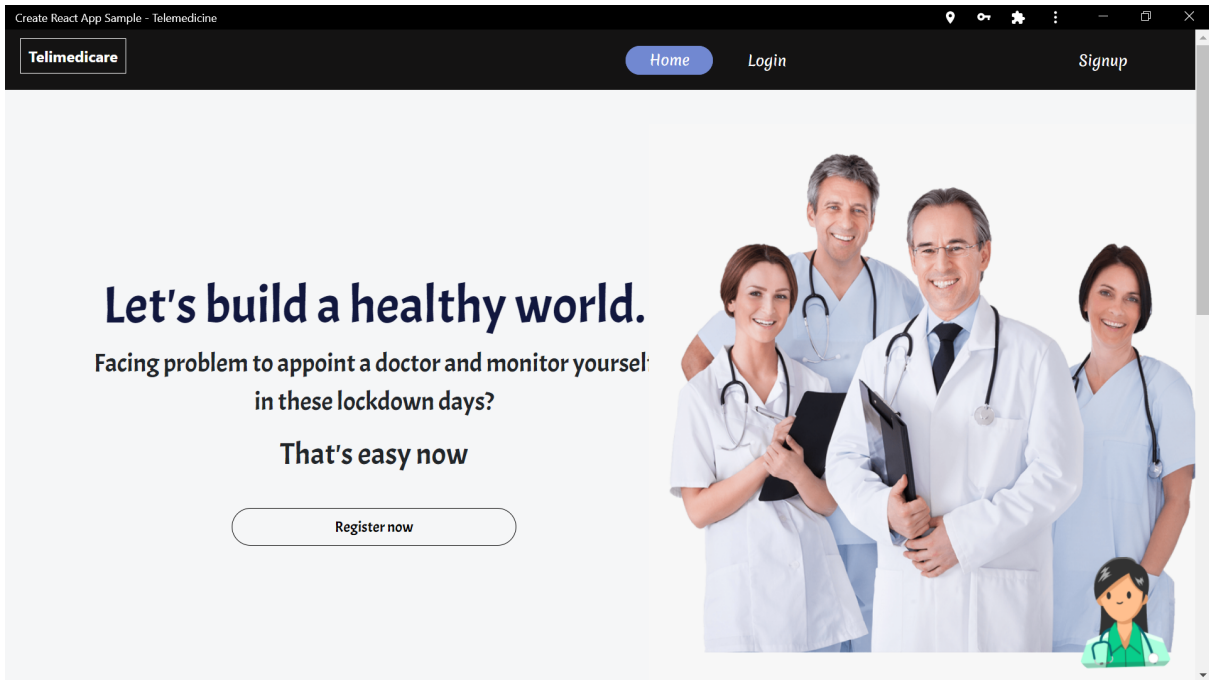 Create React App Sample - Telemedicine
Telimedicare
Home
Login
Signup
Let's build a healthy world.
Facing problem to appoint a doctor and monitor yourself
in these lockdown days?
That's easy now
Register now